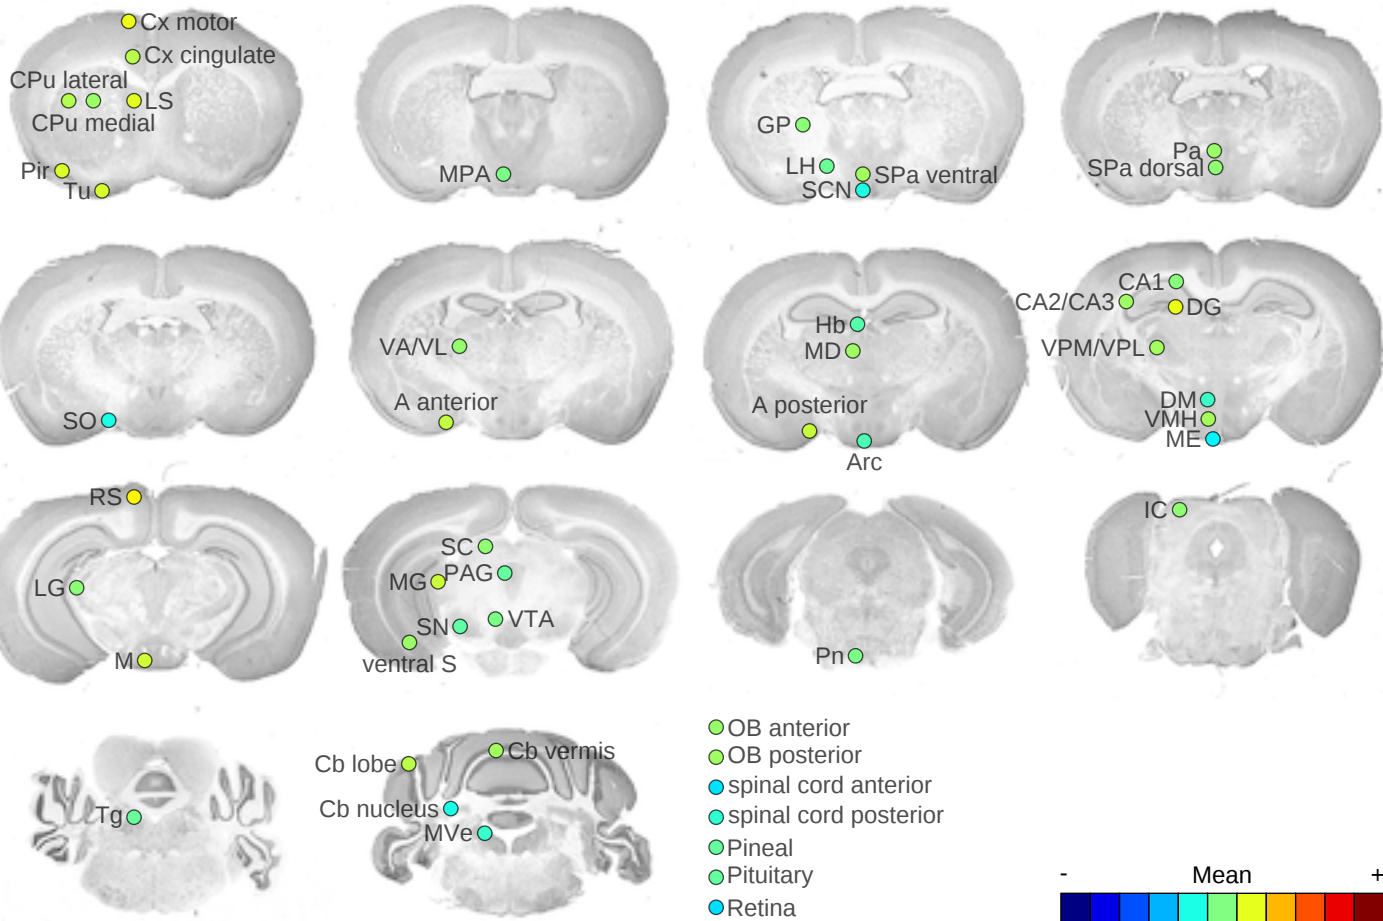 Cx motor
Cx cingulate
CPu lateral
LS
CPu medial
Pir
Tu
MPA
GP
LH
SPa ventral
SCN
Pa
SPa dorsal
SO
VA/VL
A anterior
Hb
MD
A posterior
Arc
CA1
CA2/CA3
DG
VPM/VPL
DM
VMH
ME
RS
LG
M
SC
PAG
MG
VTA
SN
ventral S
Pn
IC
Tg
Cb vermis
Cb lobe
Cb nucleus
MVe
OB anterior
OB posterior
spinal cord anterior
spinal cord posterior
Pineal
Pituitary
Retina
- Mean +